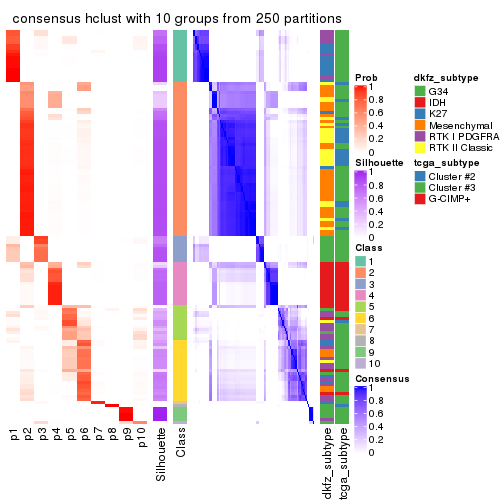 consensus hclust with 10 groups from 250 partitions
p1
p2
p3
p4
p5
p6
p7
p8
p9
p10
Silhouette
Class
dkfz_subtype
tcga_subtype
Prob
1
0.8
0.6
0.4
0.2
0
Silhouette
1
0.8
0.6
0.4
0.2
0
Class
1
2
3
4
5
6
7
8
9
10
Consensus
1
0.8
0.6
0.4
0.2
0
dkfz_subtype
G34
IDH
K27
Mesenchymal
RTK I PDGFRA
RTK II Classic
tcga_subtype
Cluster #2
Cluster #3
G-CIMP+